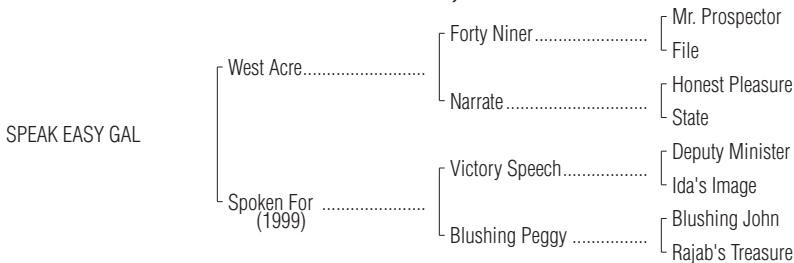 Mr. Prospector
Forty Niner
File
West Acre
Honest Pleasure
Narrate
State
SPEAK EASY GAL
Deputy Minister
Victory Speech
Ida's Image
Spoken For
(1999)
Blushing John
Blushing Peggy
Rajab's Treasure